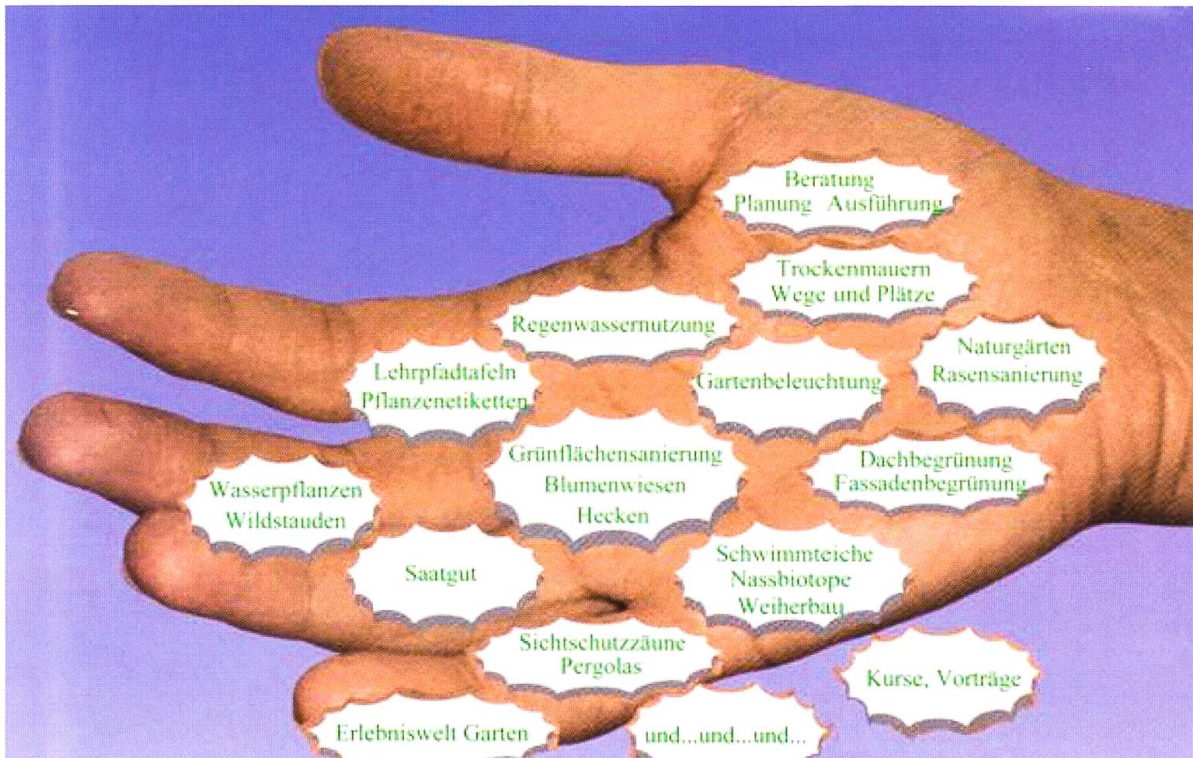 Beratung
Planung Ausführung
Trockenmauern
Wege und Plätze
Regenwassernutzung
Naturgärten
Rasensanierung
Lehrpfadtafeln
Pflanzenetiketten
Gartenbeleuchtung
Grünflächensanierung
Blumenwiesen
Hecken
Dachbegrünung
Fassadenbegrünung
Wasserpflanzen
Wildstauden
Saatgut
Schwimmteiche
Nassbiotope
Weiherbau
Sichtschutzzäune
Pergolas
Kurse, Vorträge
Erlebniswelt Garten
und...und...und...